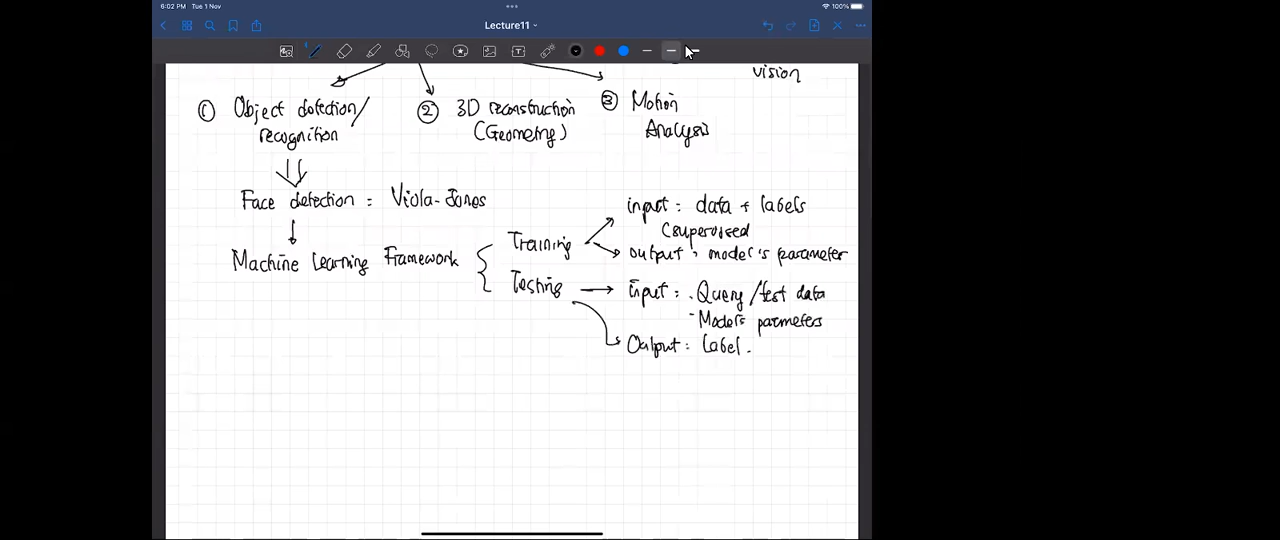 6:02 PM Tue 1 Nov
100%
Lecture11
vision
① Object detection/
recognition
② 3D reconstruction
(Geometry)
③ Motion
Analysis
Face detection : Viola-Jones
Machine Learning Framework
Training
input : data + labels
(supervised
output : model's parameter
Testing
input : . Query/test data
- Model's parmeters
Output : label.